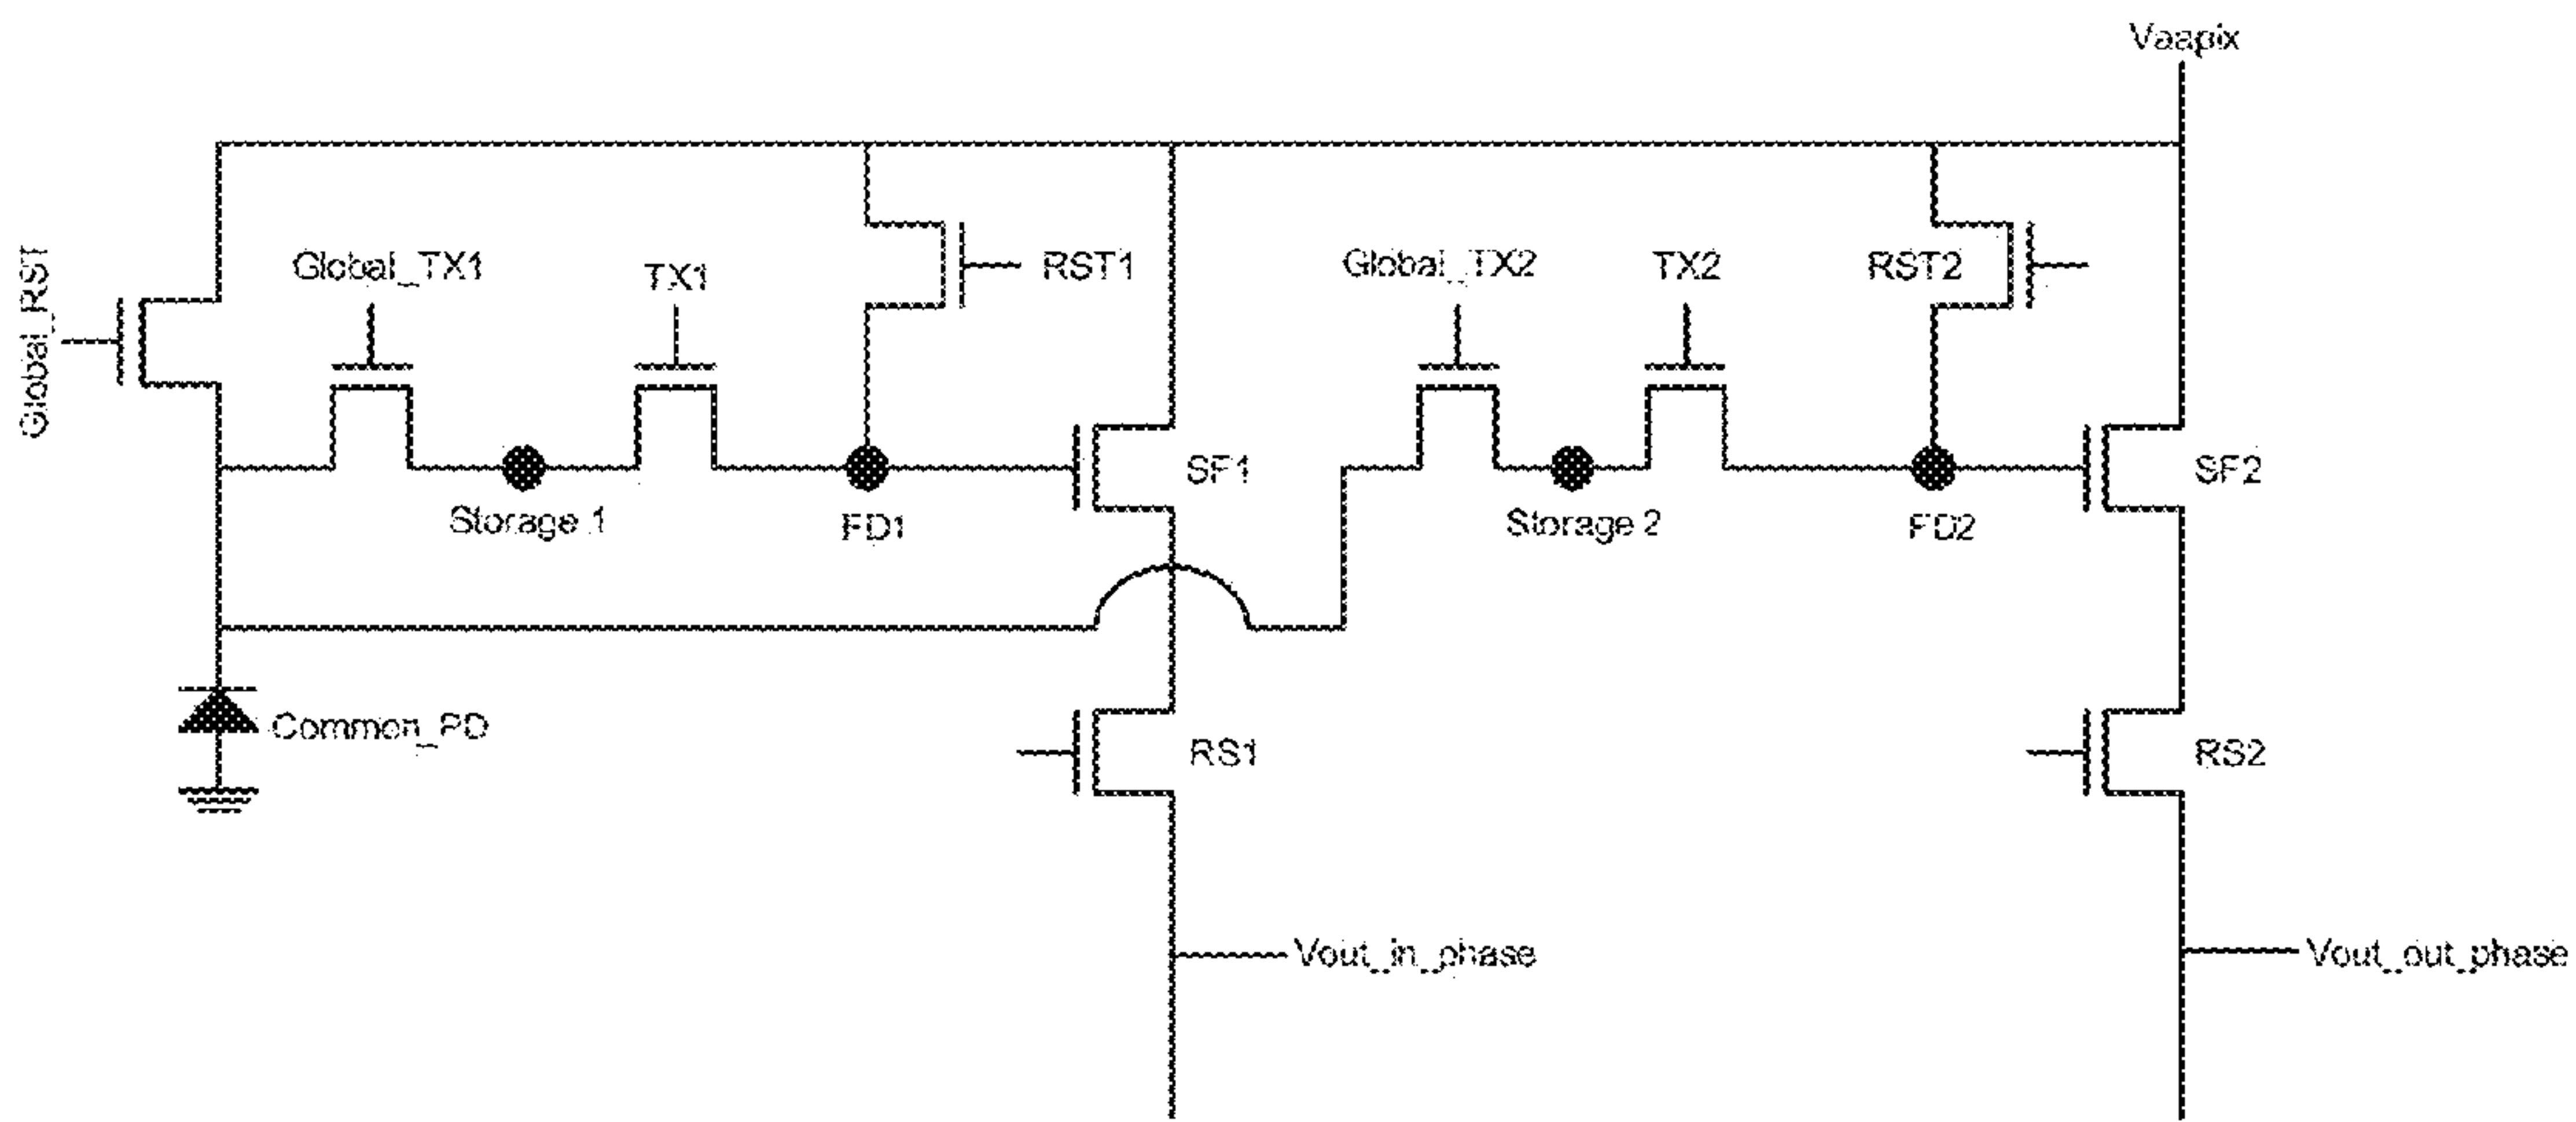 Vaapix
Global_RST
Global_TX1
TX1
RST1
Global_TX2
TX2
RST2
Storage 1
FD1
SF1
Storage 2
FD2
SF2
Common_PD
RS1
RS2
Vout_in_phase
Vout_out_phase